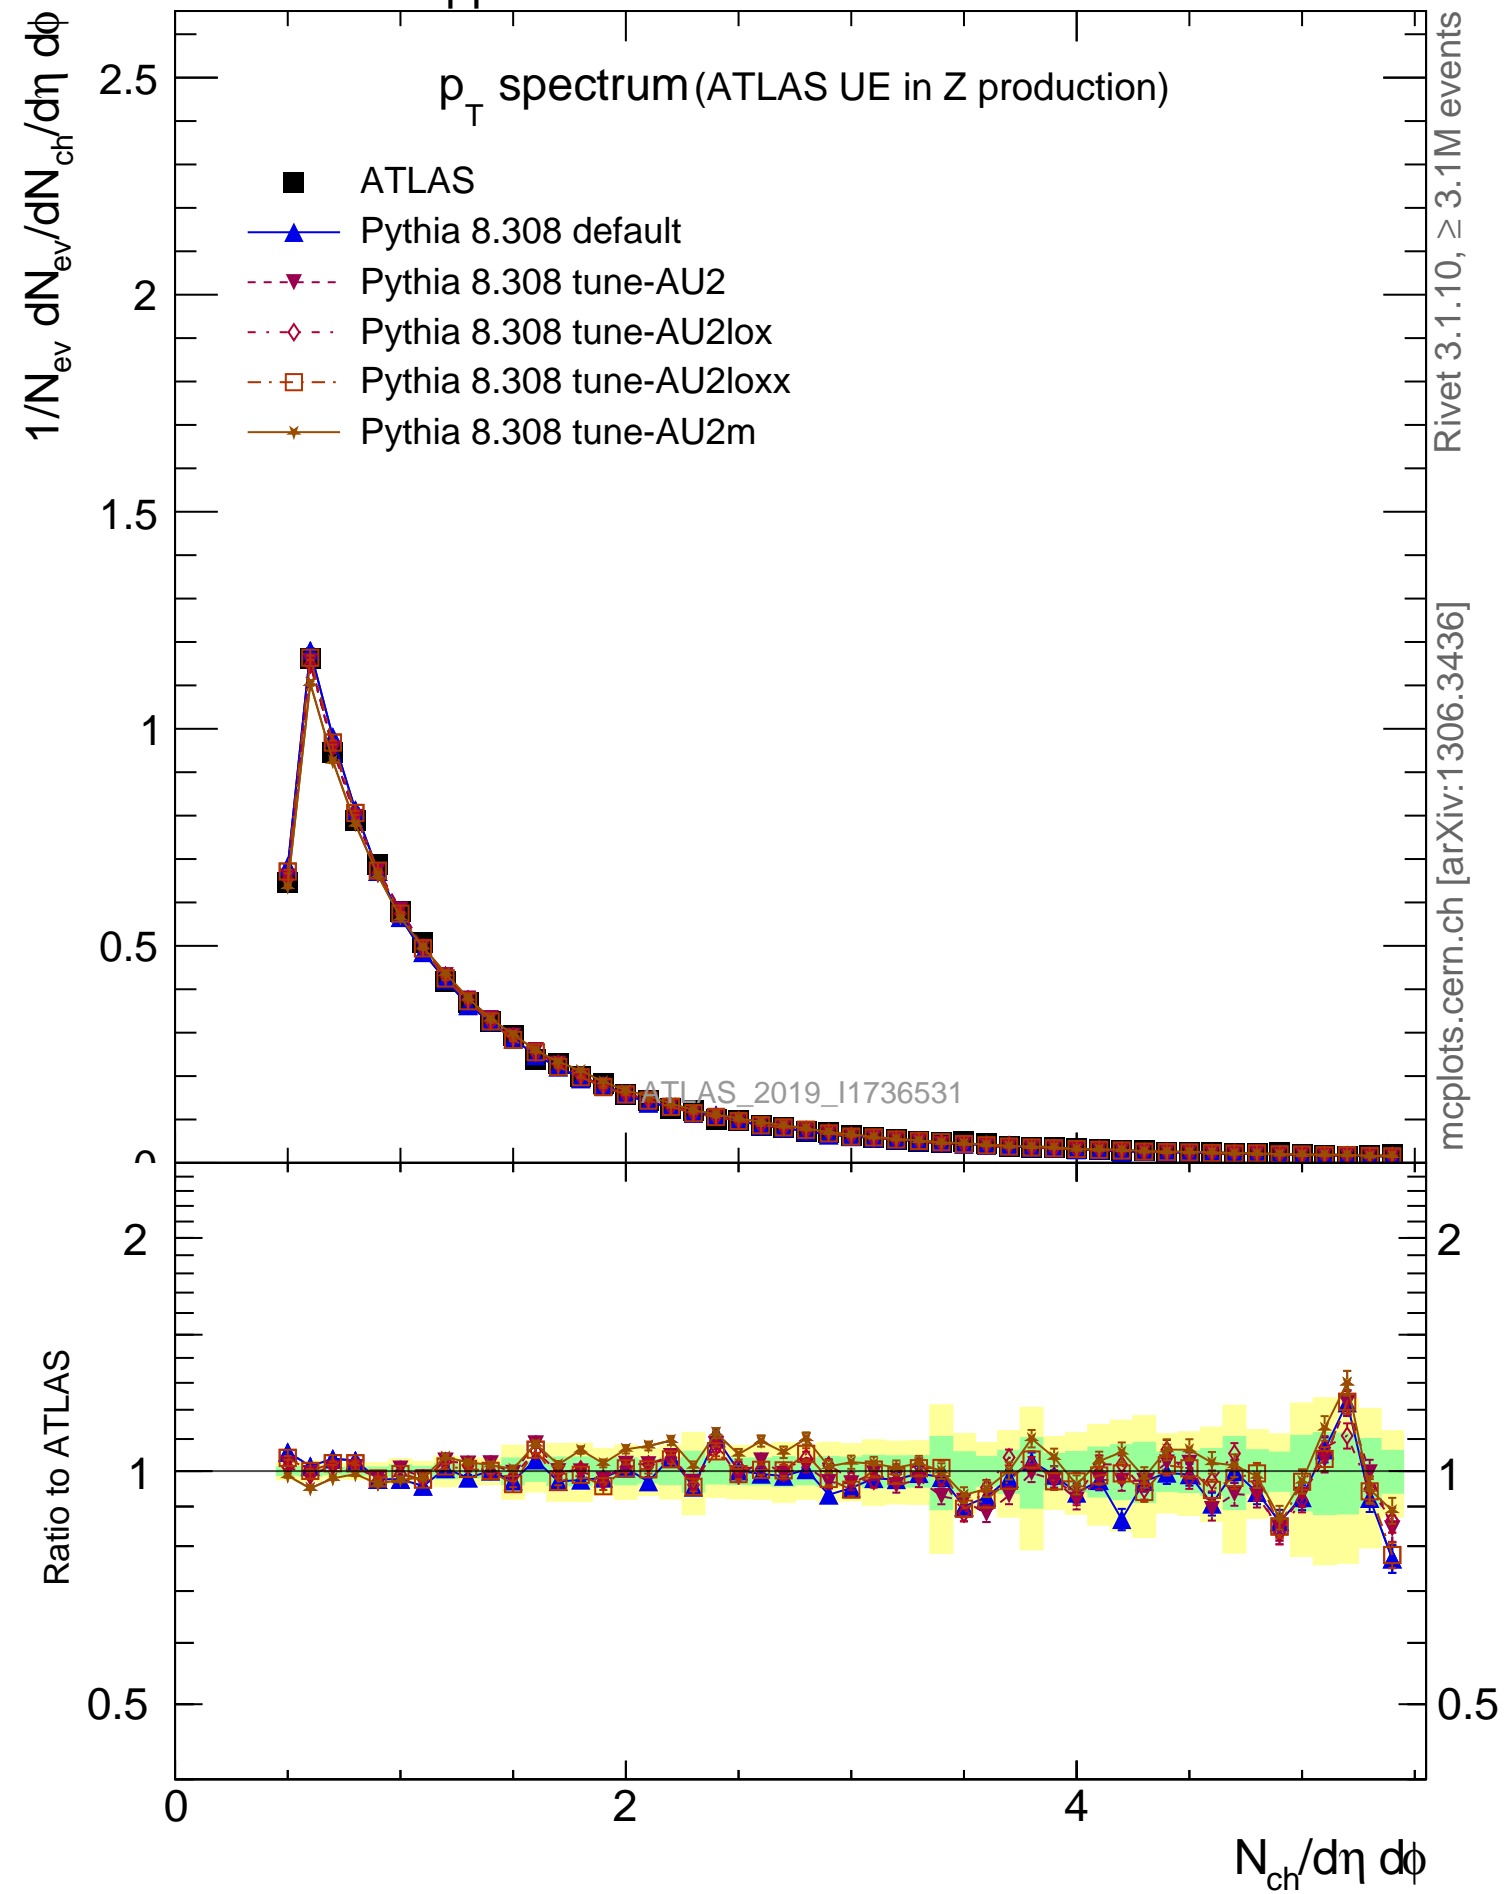 1/N_ev dN_ev/dN_ch/dη dϕ
p_T spectrum (ATLAS UE in Z production)
ATLAS
Pythia 8.308 default
Pythia 8.308 tune-AU2
Pythia 8.308 tune-AU2lox
Pythia 8.308 tune-AU2loxx
Pythia 8.308 tune-AU2m
2.5
2
1.5
1
0.5
0
ATLAS_2019_I1736531
Rivet 3.1.10, ≥ 3.1M events
mcplots.cern.ch [arXiv:1306.3436]
Ratio to ATLAS
2
1
0.5
2
1
0.5
0
2
4
N_ch/dη dϕ